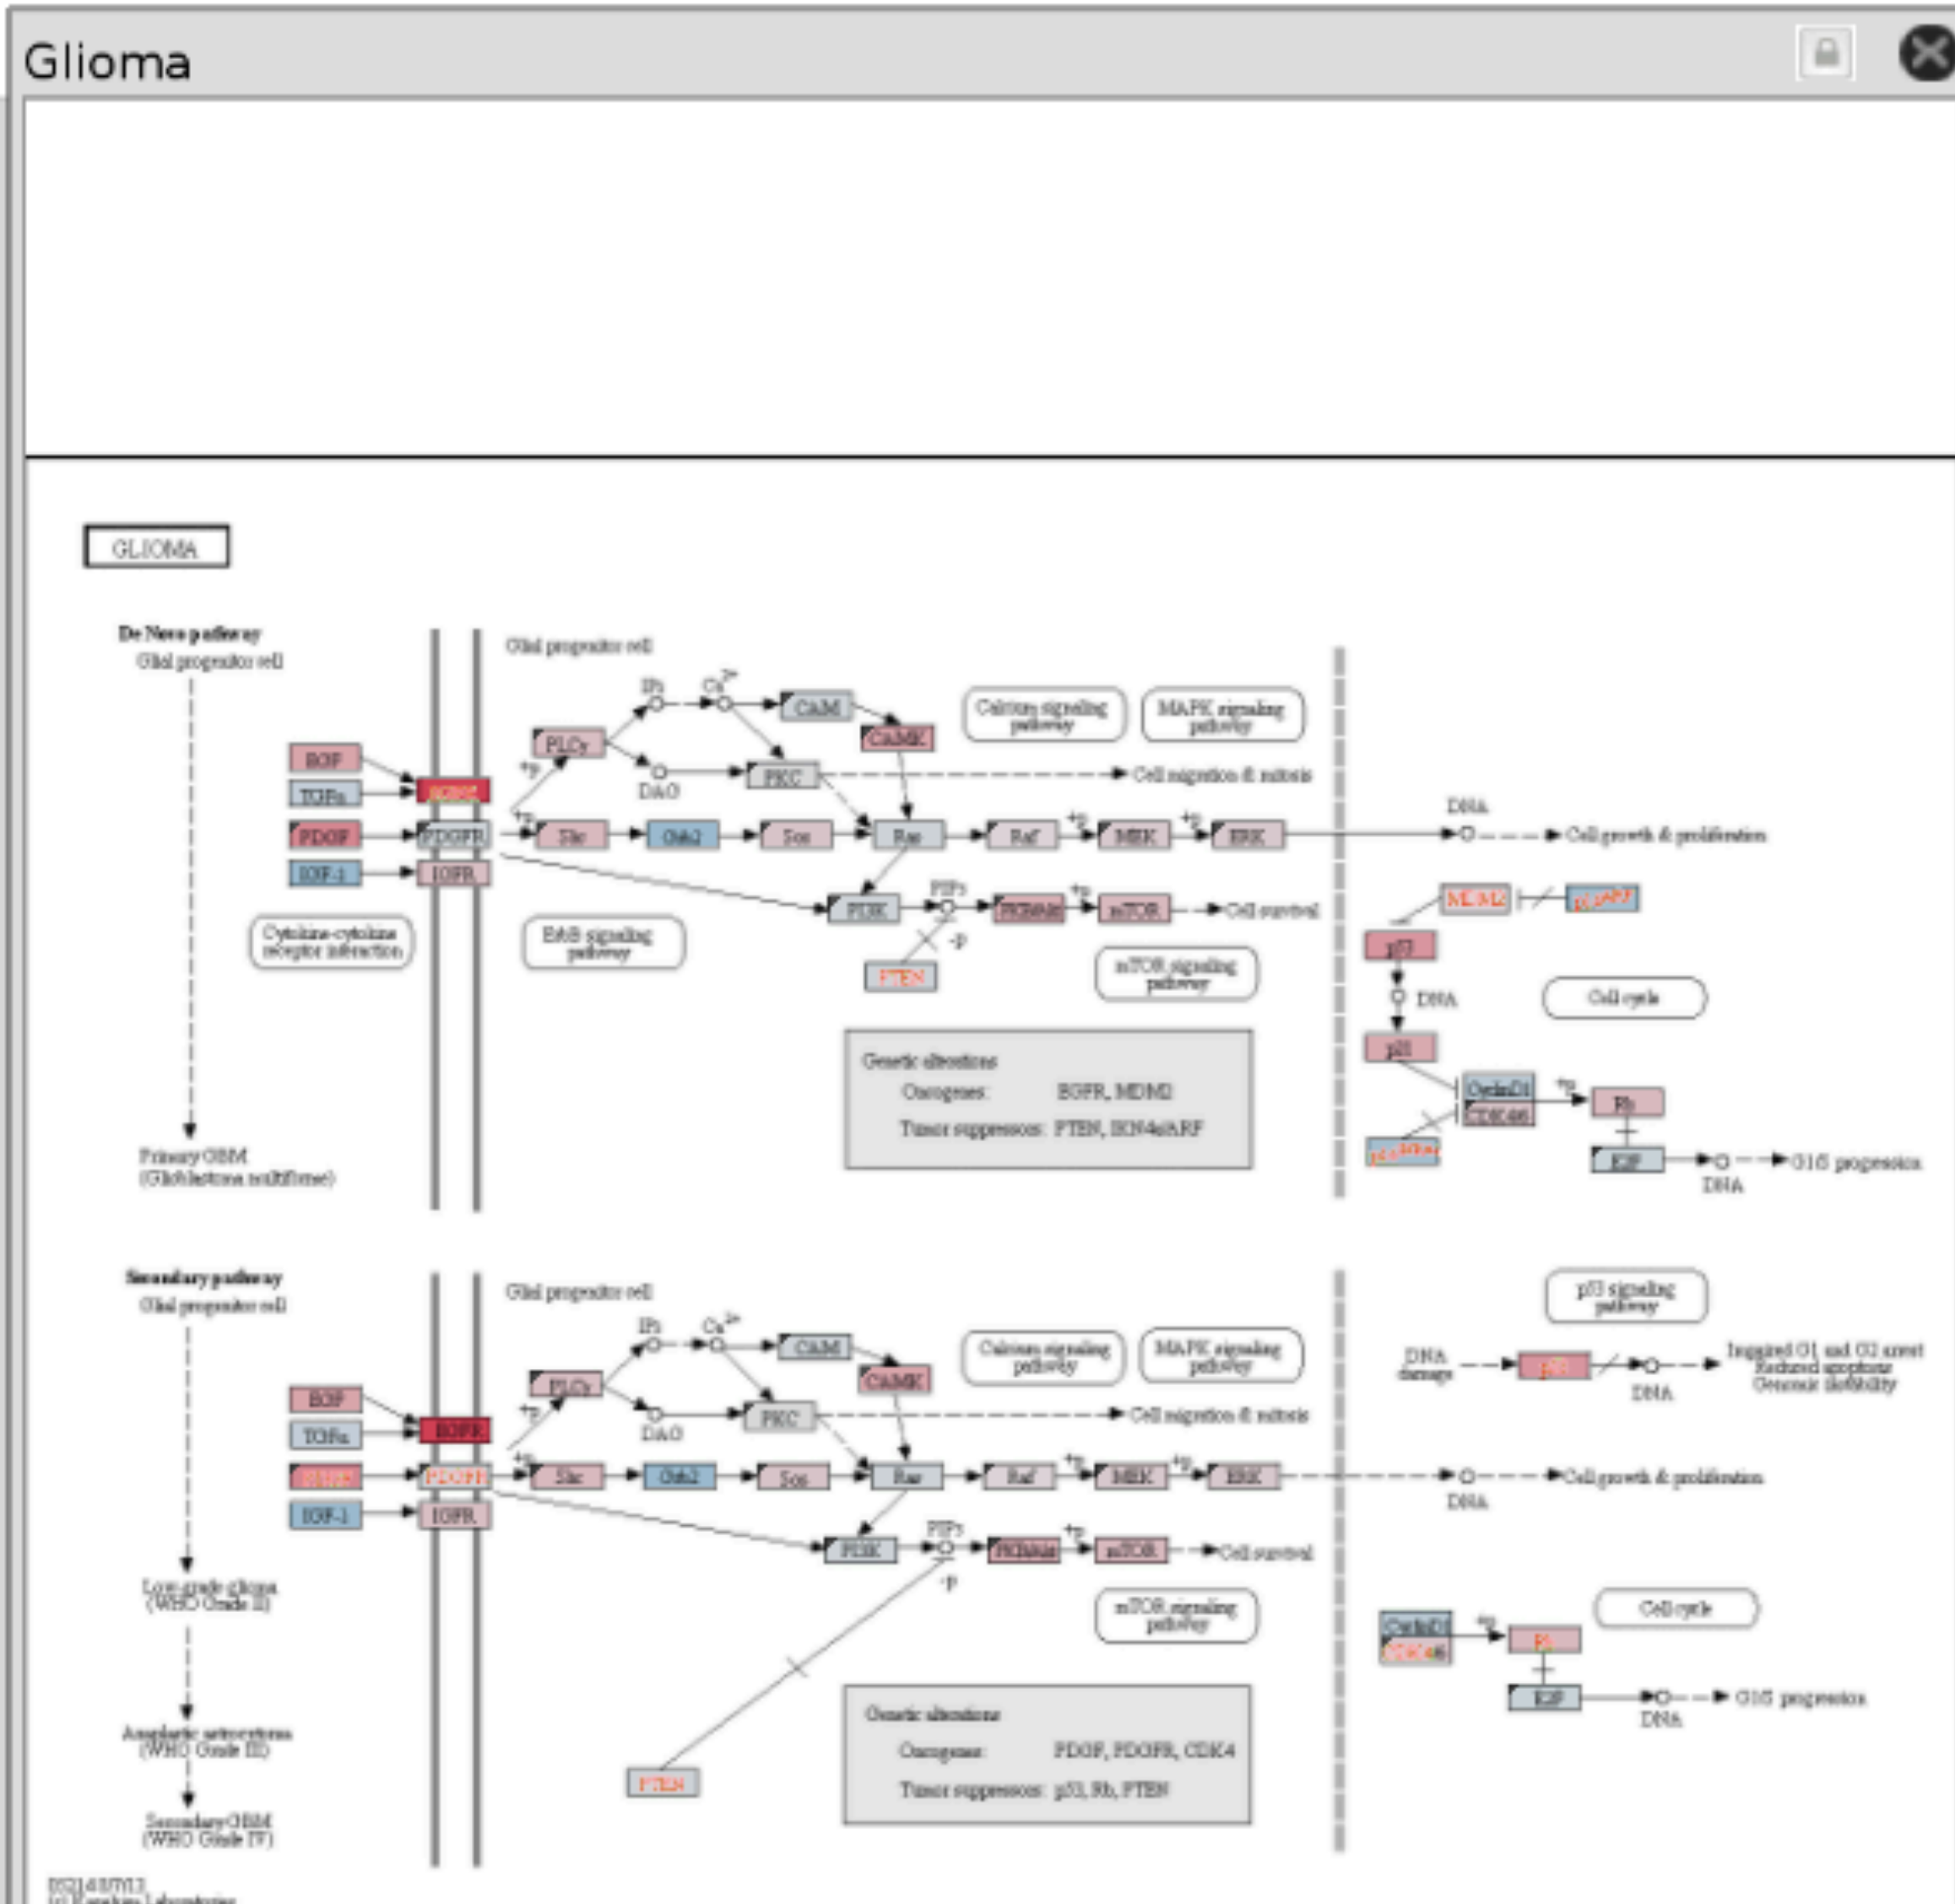 Glioma
GLIOMA
De Novo pathway
Glial progenitor cell
Glial progenitor cell
IP3
Ca2+
CAM
Calcium signaling
pathway
MAPK signaling
pathway
PLCγ
CAMK
EGF
+p
PKC
Cell migration & mitosis
TGFα
DAG
DNA
PDGF
PDGFR
+p
Shc
Grb2
Sos
Ras
Raf
+p
MEK
+p
ERK
Cell growth & proliferation
IGF-1
IGFR
PI3K
PIP3
PKB/Akt
+p
mTOR
Cell survival
MDM2
Cytokine-cytokine
receptor interaction
ErbB signaling
pathway
-p
PTEN
mTOR signaling
pathway
p53
DNA
Cell cycle
p21
Genetic alterations
Oncogenes: EGFR, MDM2
Tumor suppressors: PTEN, IKN4a/ARF
CyclinD1
CDK4/6
+p
Rb
E2F
G1/S progression
DNA
Primary GBM
(Glioblastoma multiforme)
Secondary pathway
Glial progenitor cell
Glial progenitor cell
IP3
Ca2+
CAM
Calcium signaling
pathway
MAPK signaling
pathway
p53 signaling
pathway
PLCγ
CAMK
DNA
damage
p53
DNA
Impaired G1 and G2 arrest
Reduced apoptosis
Genomic instability
EGF
EGFR
+p
PKC
Cell migration & mitosis
TGFα
DAG
PDGFR
+p
Shc
Grb2
Sos
Ras
Raf
+p
MEK
+p
ERK
Cell growth & proliferation
DNA
IGF-1
IGFR
PI3K
PIP3
PKB/Akt
+p
mTOR
Cell survival
-p
Low-grade glioma
(WHO Grade II)
mTOR signaling
pathway
Cell cycle
CyclinD1
CDK4/6
+p
Rb
E2F
G1/S progression
DNA
Anaplastic astrocytoma
(WHO Grade III)
Genetic alterations
Oncogenes: PDGF, PDGFR, CDK4
Tumor suppressors: p53, Rb, PTEN
PTEN
Secondary GBM
(WHO Grade IV)
(c) Kanehisa Laboratories